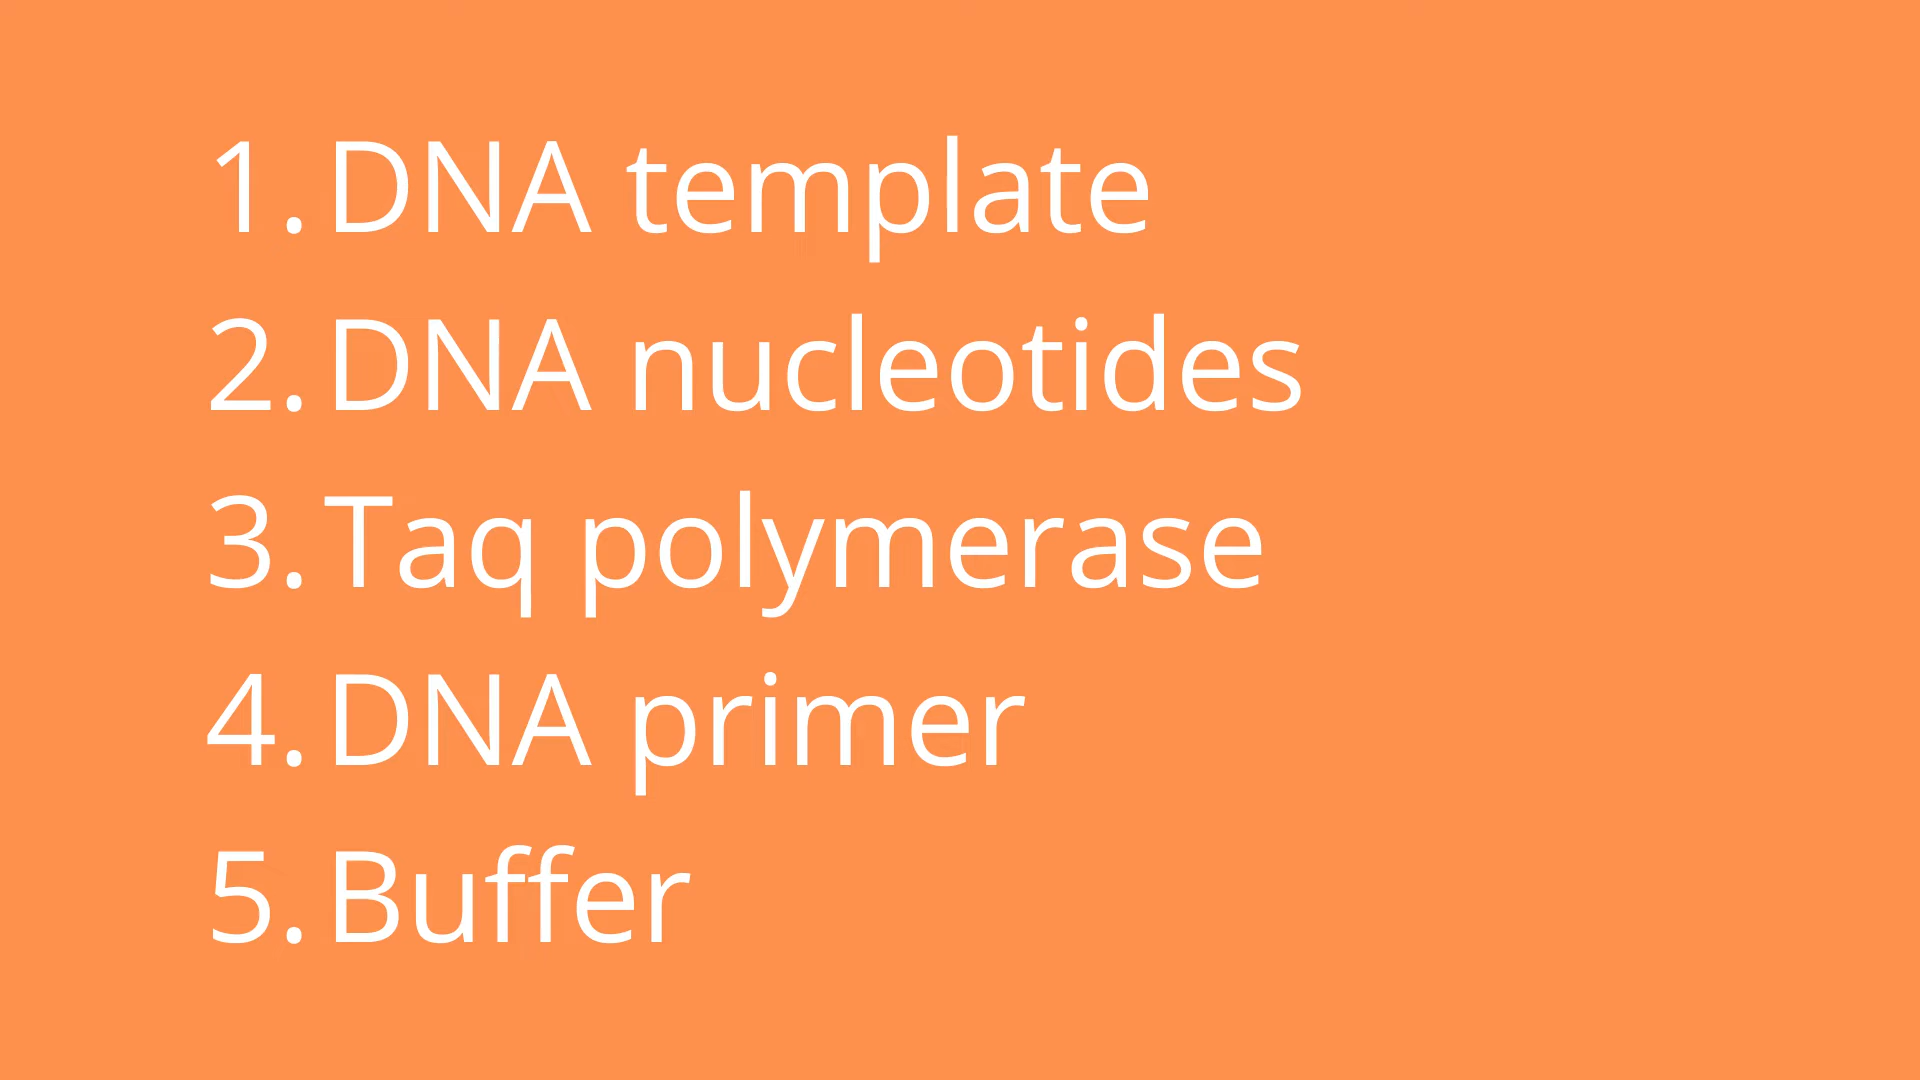 1. DNA template
2. DNA nucleotides
3. Taq polymerase
4. DNA primer
5. Buffer